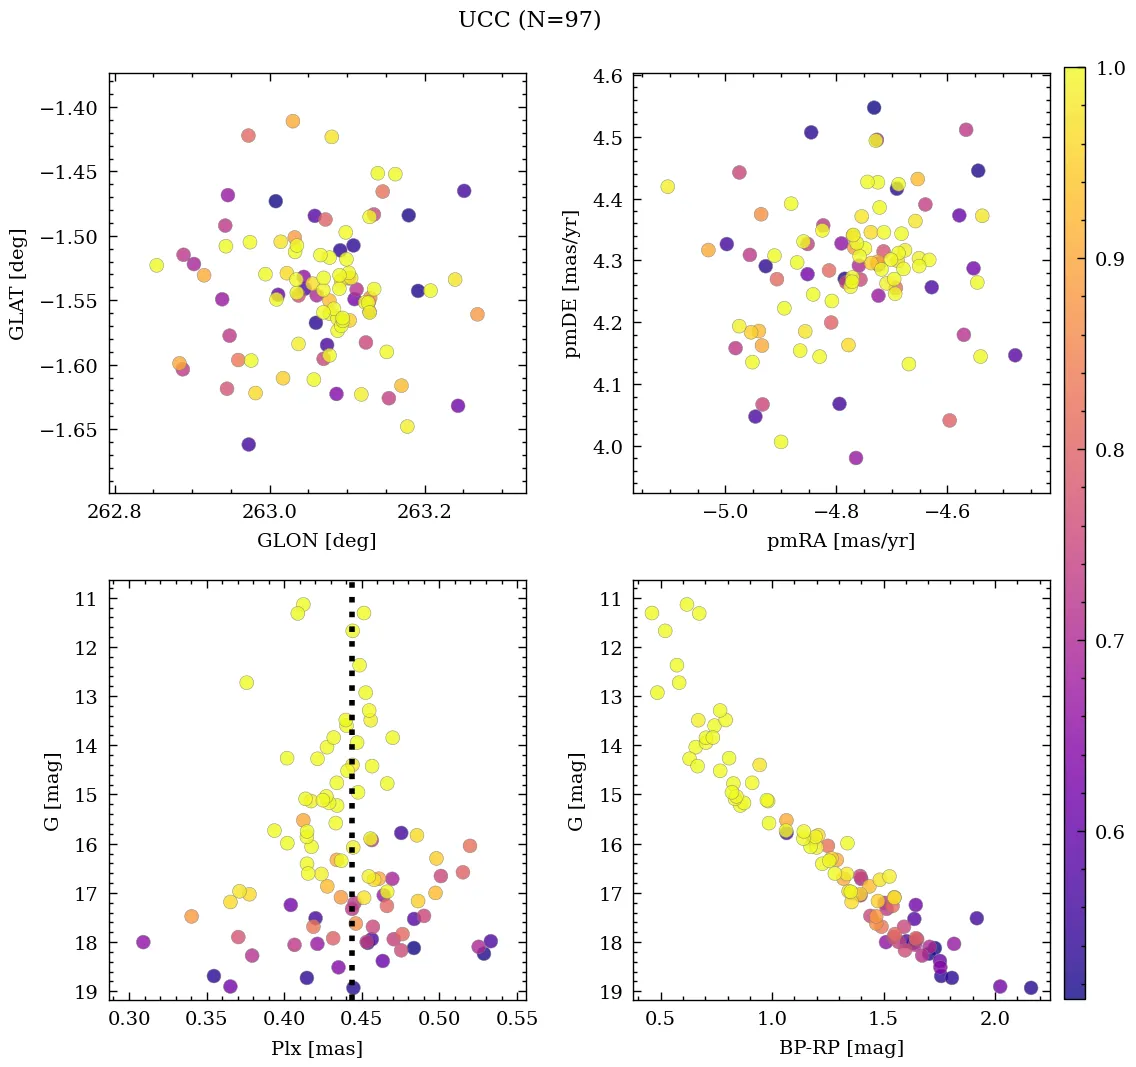 UCC (N=97)
−1.40
−1.45
−1.50
−1.55
−1.60
−1.65
GLAT [deg]
262.8 263.0 263.2
GLON [deg]
4.6
4.5
4.4
4.3
4.2
4.1
4.0
pmDE [mas/yr]
−5.0 −4.8 −4.6
pmRA [mas/yr]
1.0
0.9
0.8
0.7
0.6
11
12
13
14
15
16
17
18
19
G [mag]
0.30 0.35 0.40 0.45 0.50 0.55
Plx [mas]
11
12
13
14
15
16
17
18
19
G [mag]
0.5 1.0 1.5 2.0
BP-RP [mag]